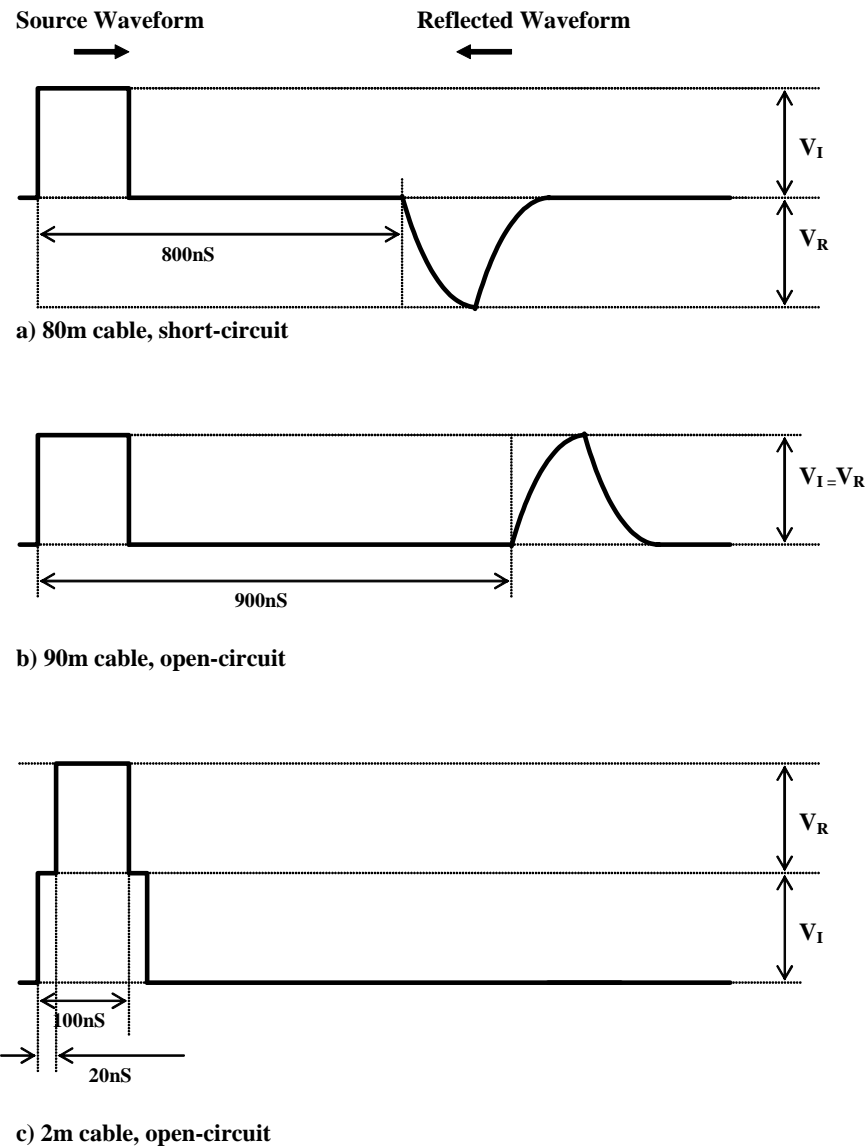 Source Waveform Reflected Waveform
V_I
800nS
V_R
a) 80m cable, short-circuit
V_I =V_R
900nS
b) 90m cable, open-circuit
V_R
V_I
100nS
20nS
c) 2m cable, open-circuit